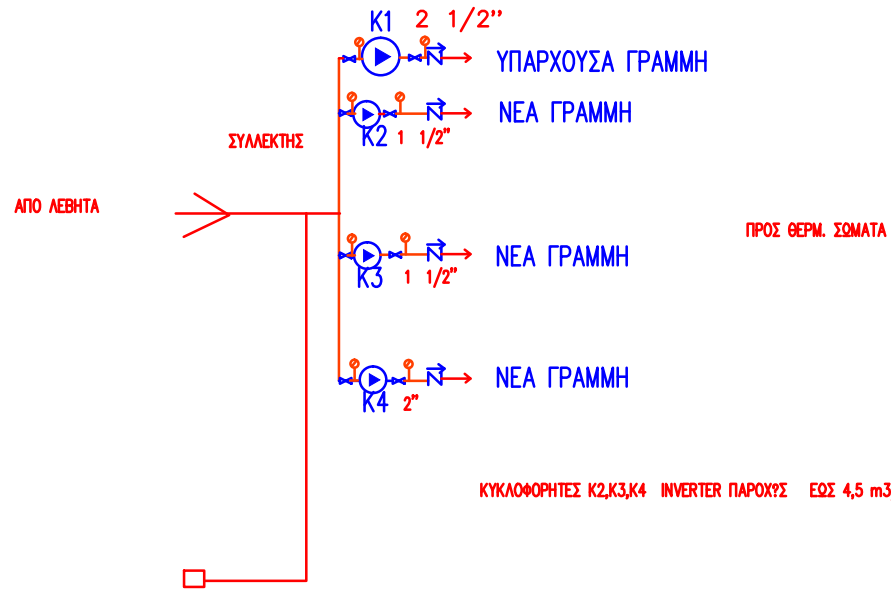 K1 2 1/2"
ΥΠΑΡΧΟΥΣΑ ΓΡΑΜΜΗ
ΝΕΑ ΓΡΑΜΜΗ
K2 1 1/2"
ΣΥΛΛΕΚΤΗΣ
ΑΠΟ ΛΕΒΗΤΑ
ΠΡΟΣ ΘΕΡΜ. ΣΩΜΑΤΑ
ΝΕΑ ΓΡΑΜΜΗ
K3 1 1/2"
ΝΕΑ ΓΡΑΜΜΗ
K4 2"
ΚΥΚΛΟΦΟΡΗΤΕΣ K2,K3,K4 INVERTER ΠΑΡΟΧ?Σ ΕΩΣ 4,5 m3